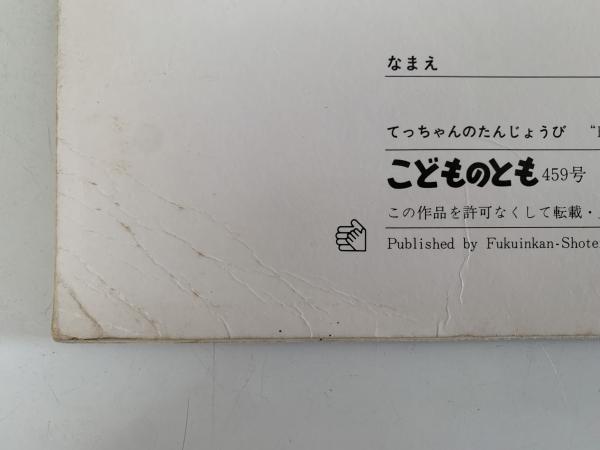 なまえ
てっちゃんのたんじょうび “
こどものとも 459号
この作品を許可なくして転載・
Published by Fukuinkan-Shote